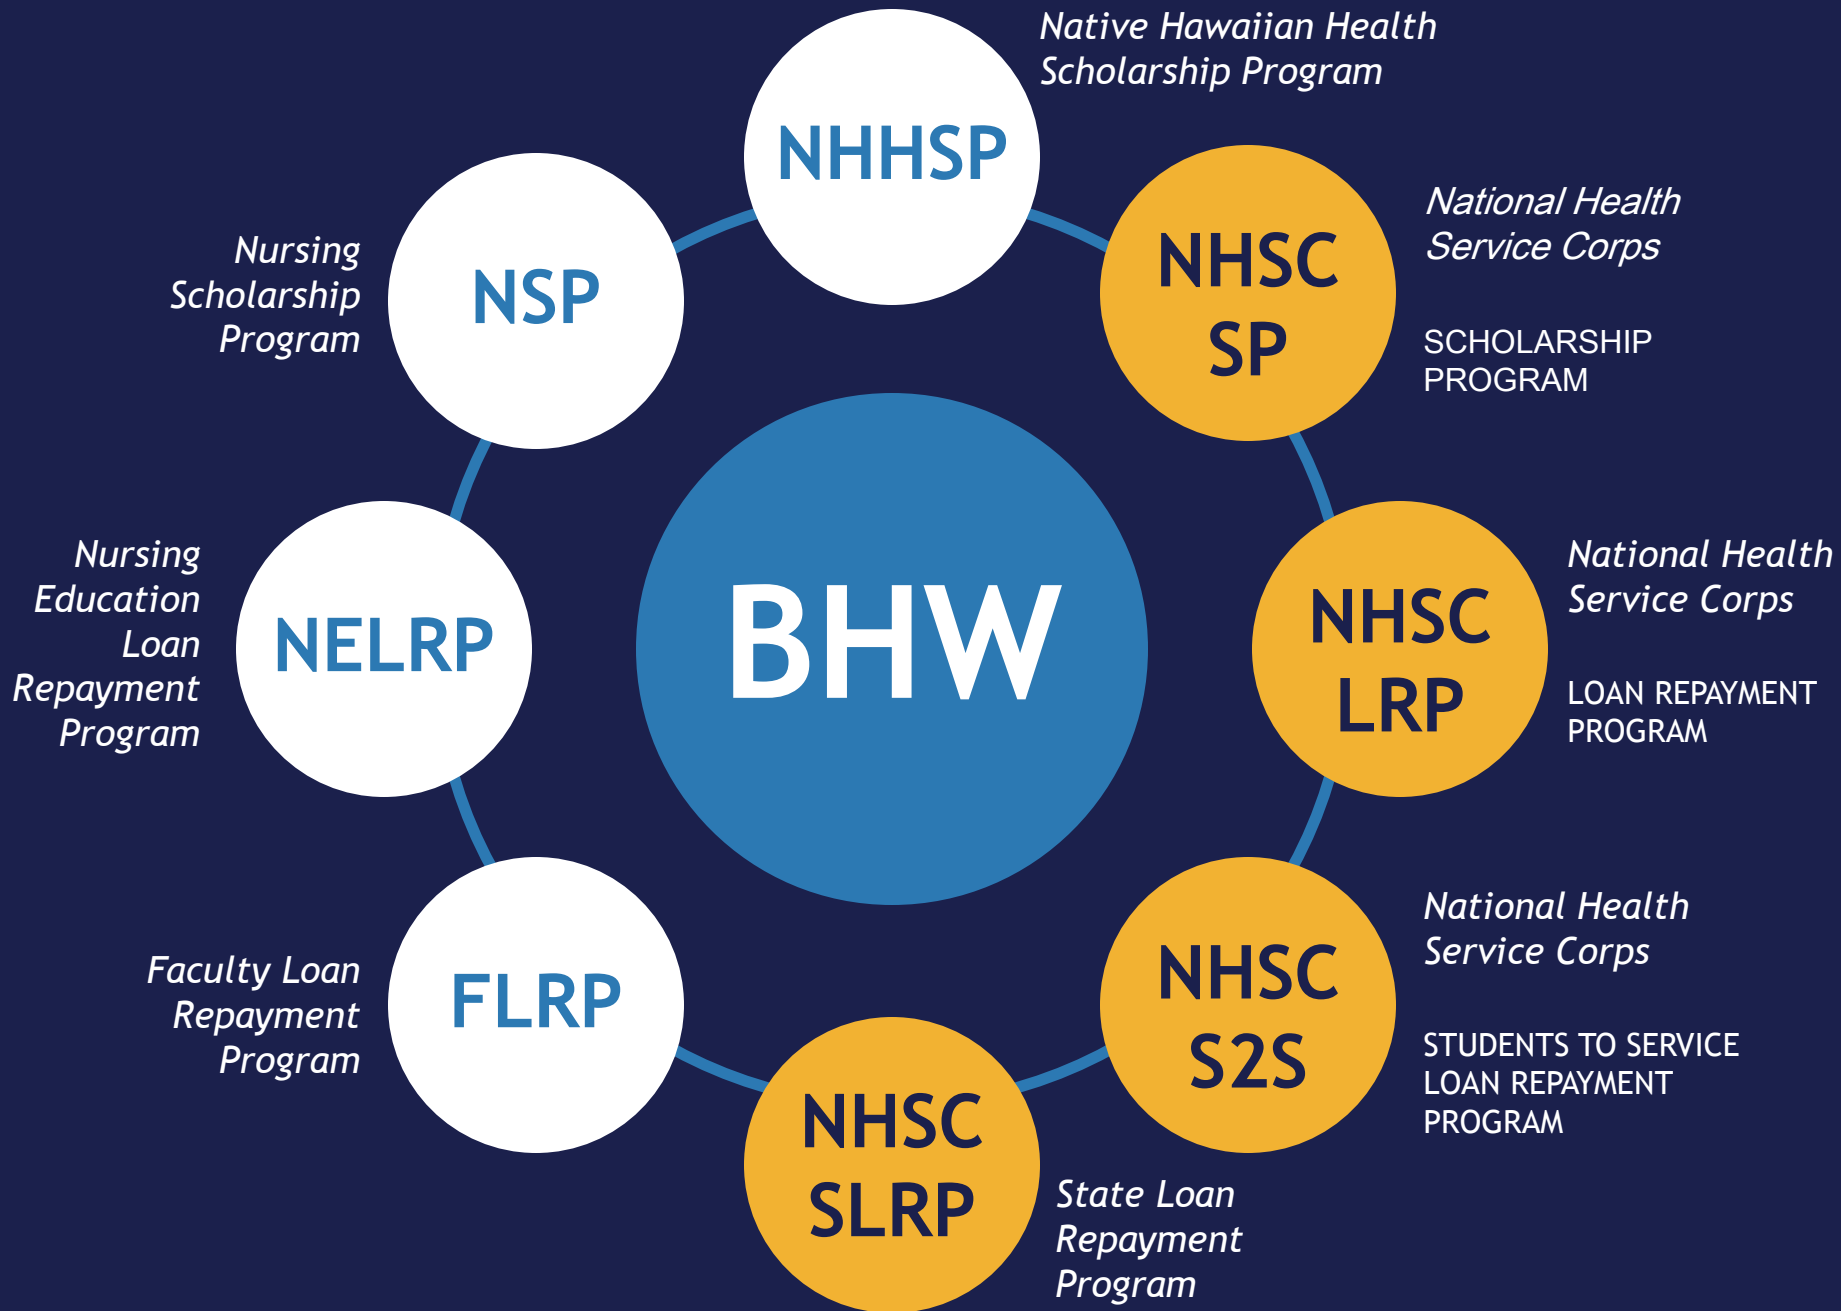 NHHSP
Native Hawaiian Health
Scholarship Program
NHSC
SP
National Health
Service Corps
SCHOLARSHIP
PROGRAM
NHSC
LRP
National Health
Service Corps
LOAN REPAYMENT
PROGRAM
NHSC
S2S
National Health
Service Corps
STUDENTS TO SERVICE
LOAN REPAYMENT
PROGRAM
NHSC
SLRP
State Loan
Repayment
Program
FLRP
Faculty Loan
Repayment
Program
NELRP
Nursing
Education
Loan
Repayment
Program
NSP
Nursing
Scholarship
Program
BHW